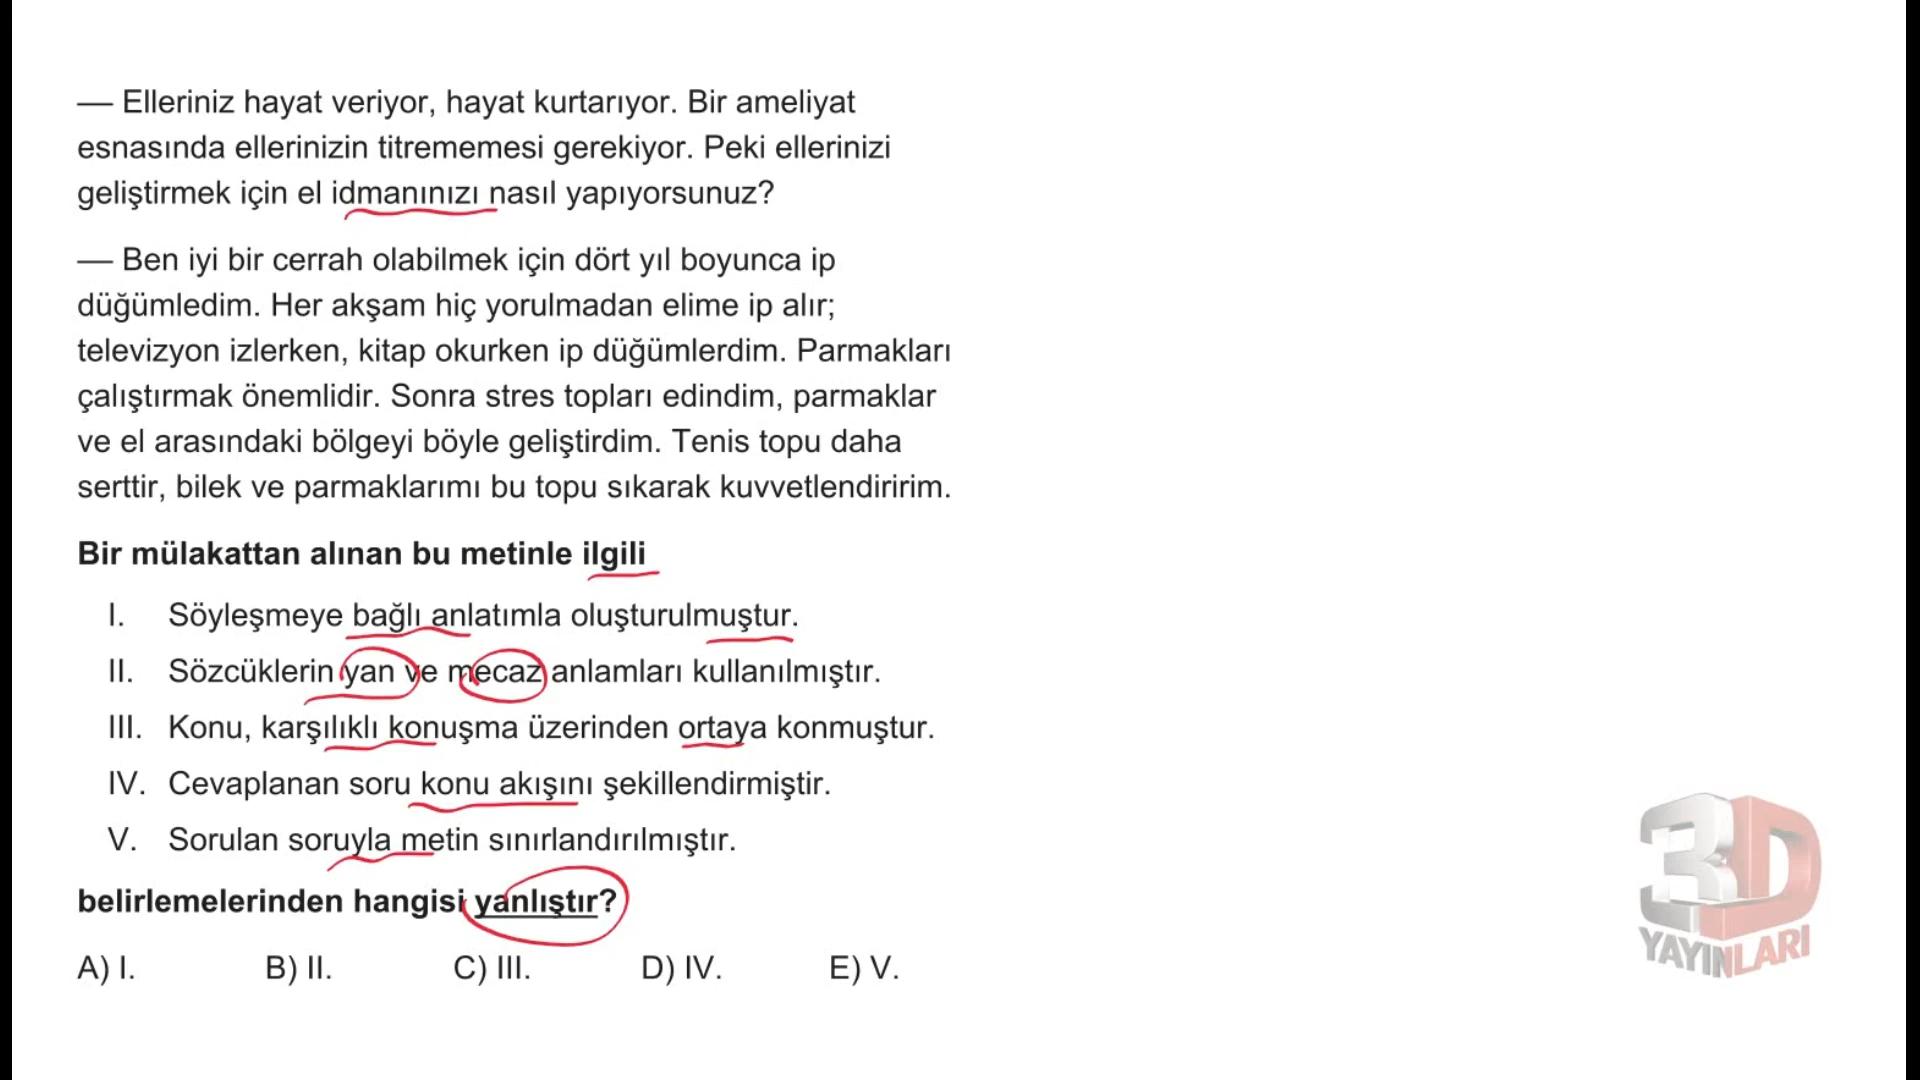 — Elleriniz hayat veriyor, hayat kurtarıyor. Bir ameliyat
esnasında ellerinizin titrememesi gerekiyor. Peki ellerinizi
geliştirmek için el idmanınızı nasıl yapıyorsunuz?
— Ben iyi bir cerrah olabilmek için dört yıl boyunca ip
düğümledim. Her akşam hiç yorulmadan elime ip alır;
televizyon izlerken, kitap okurken ip düğümlerdim. Parmakları
çalıştırmak önemlidir. Sonra stres topları edindim, parmaklar
ve el arasındaki bölgeyi böyle geliştirdim. Tenis topu daha
serttir, bilek ve parmaklarımı bu topu sıkarak kuvvetlendiririm.
Bir mülakattan alınan bu metinle ilgili
I. Söyleşmeye bağlı anlatımla oluşturulmuştur.
II. Sözcüklerin yan ve mecaz anlamları kullanılmıştır.
III. Konu, karşılıklı konuşma üzerinden ortaya konmuştur.
IV. Cevaplanan soru konu akışını şekillendirmiştir.
V. Sorulan soruyla metin sınırlandırılmıştır.
belirlemelerinden hangisi yanlıştır?
A) I. B) II. C) III. D) IV. E) V.
3D
YAYINLARI